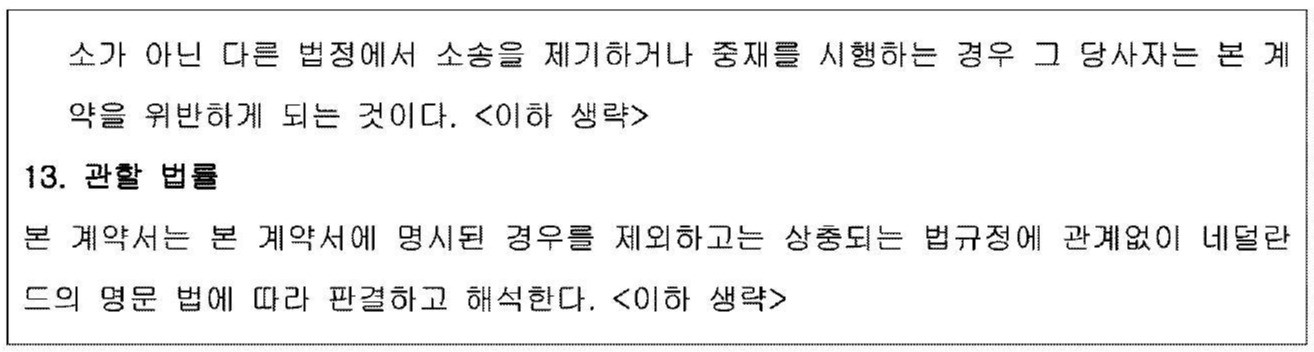 소가 아닌 다른 법정에서 소송을 제기하거나 중재를 시행하는 경우 그 당사자는 본 계
약을 위반하게 되는 것이다. <이하 생략>
13. 관할 법률
본 계약서는 본 계약서에 명시된 경우를 제외하고는 상충되는 법규정에 관계없이 네덜란
드의 명문 법에 따라 판결하고 해석한다. <이하 생략>